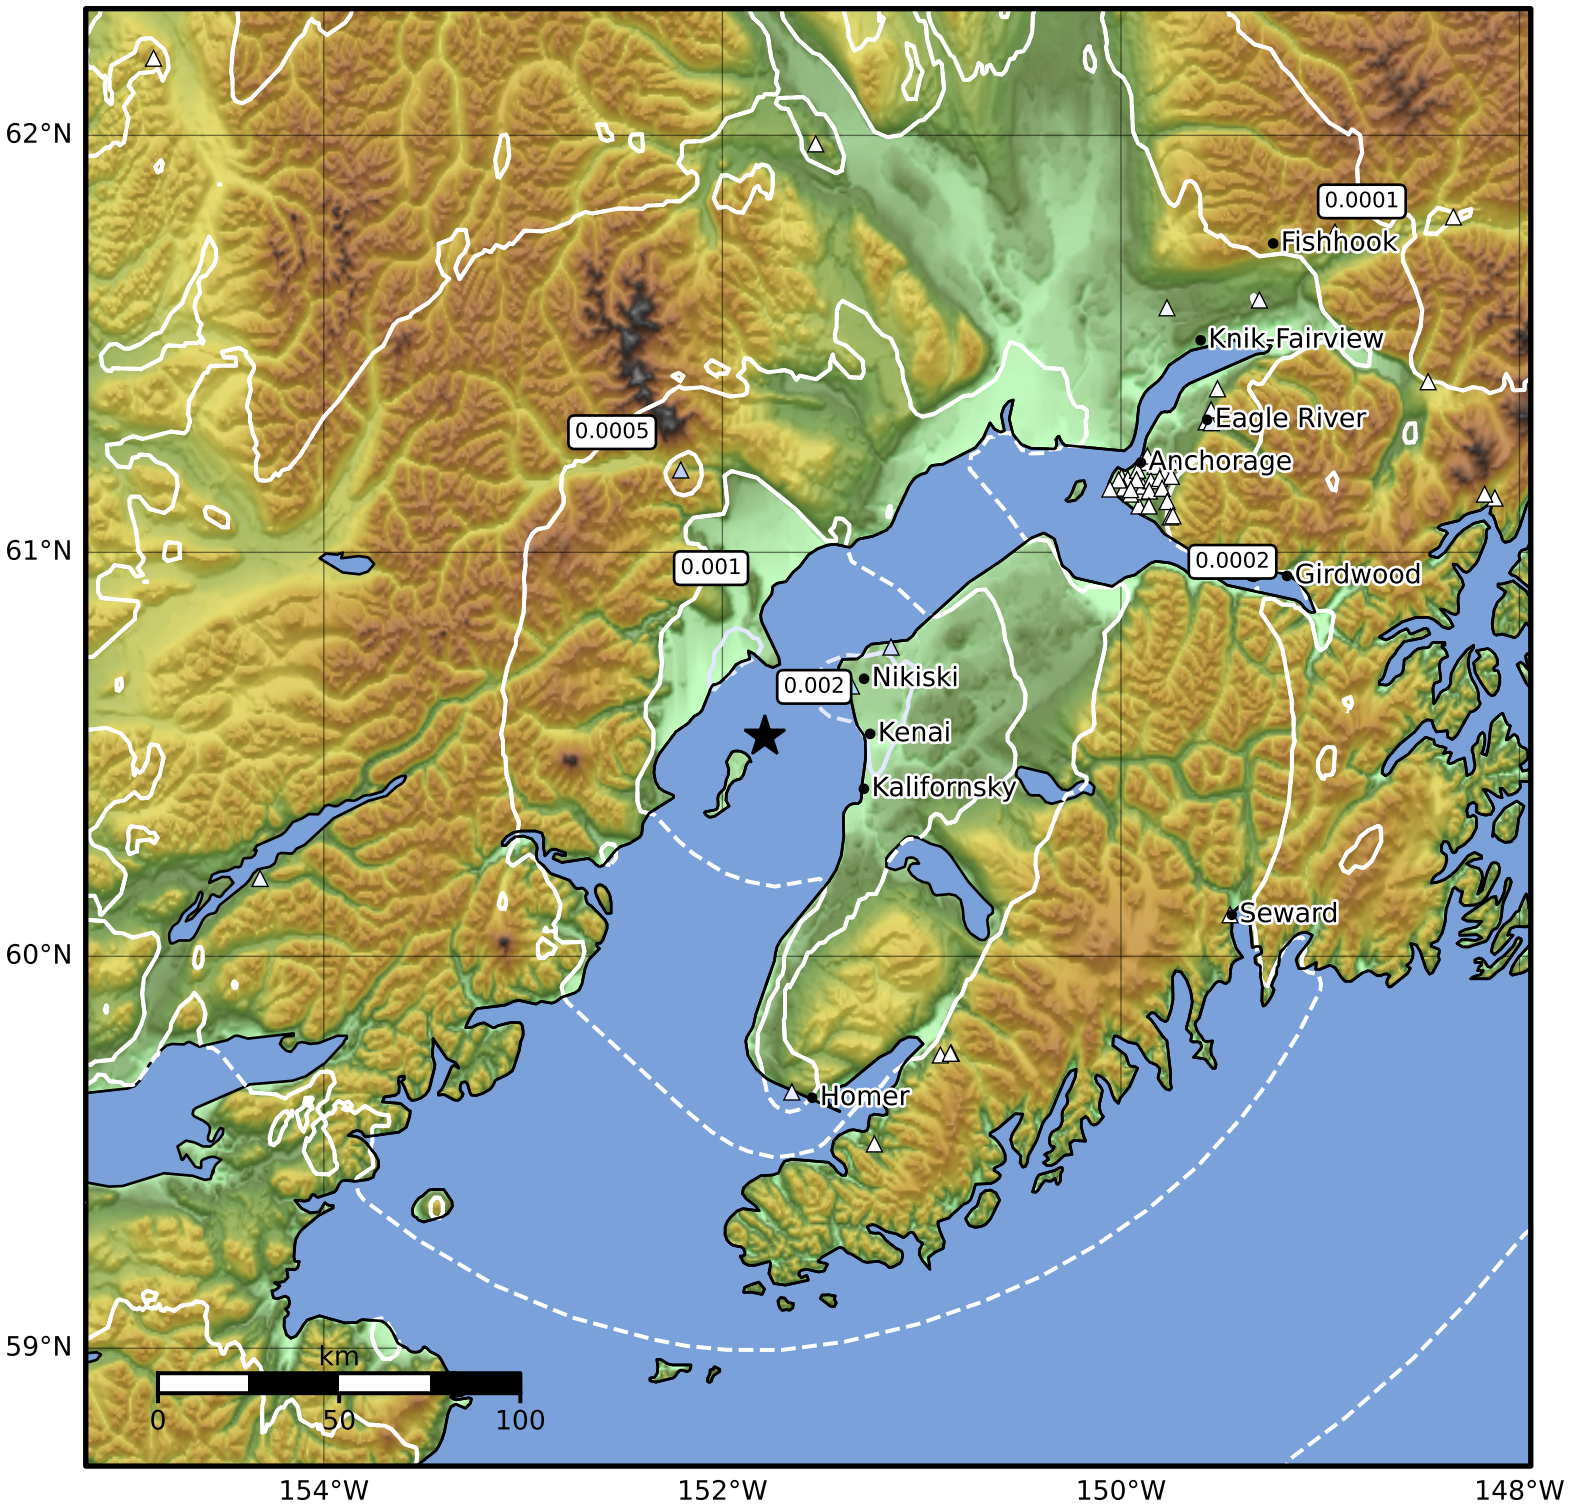 62°N
0.0001
Fishhook
Knik-Fairview
Eagle River
0.0005
Anchorage
61°N
0.001
0.0002
Girdwood
Nikiski
0.002
Kenai
Kalifornsky
Seward
60°N
Homer
59°N
km
0 50 100
154°W 152°W 150°W 148°W